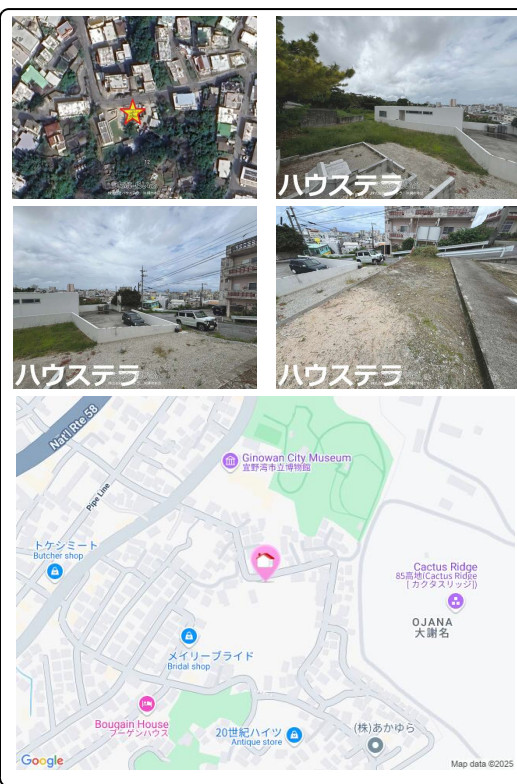 ハウステラ
ハウステラ
ハウステラ
Nat'l Rte 58
Pipe Line
Ginowan City Museum
宜野湾市立博物館
トケシミート
Butcher shop
Cactus Ridge
85高地(Cactus Ridge
[ カクタスリッジ])
OJANA
大謝名
メイリーブライド
Bridal shop
Bougain House
ブーゲンハウス
20世紀ハイツ
Antique store
(株)あかゆら
Google
Map data ©2025